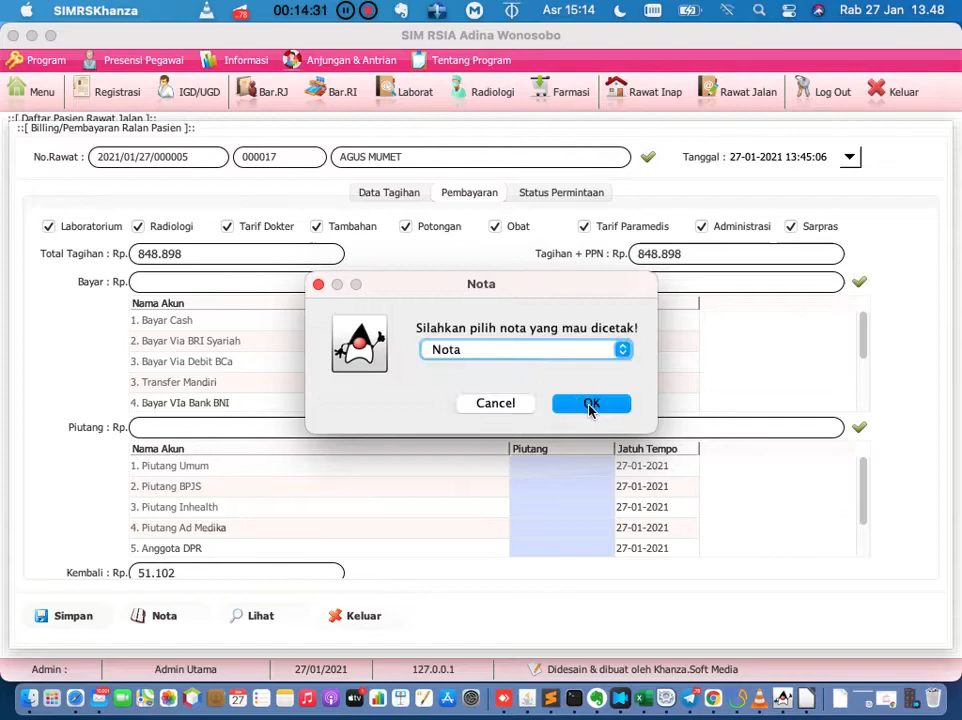 SIMRSKhanza
-78
00:14:31
Asr 15:14
Rab 27 Jan 13.48
SIM RSIA Adina Wonosobo
Program
Presensi Pegawai
Informasi
Anjungan & Antrian
Tentang Program
Menu
Registrasi
IGD/UGD
Bar.RJ
Bar.RI
Laborat
Radiologi
Farmasi
Rawat Inap
Rawat Jalan
Log Out
Keluar
::[ Daftar Pasien Rawat Jalan ]::
::[ Billing/Pembayaran Ralan Pasien ]::
No.Rawat :
2021/01/27/000005
000017
AGUS MUMET
Tanggal :
27-01-2021 13:45:06
Data Tagihan
Pembayaran
Status Permintaan
Laboratorium
Radiologi
Tarif Dokter
Tambahan
Potongan
Obat
Tarif Paramedis
Administrasi
Sarpras
Total Tagihan : Rp.
848.898
Tagihan + PPN : Rp.
848.898
Bayar : Rp.
Nama Akun
1. Bayar Cash
2. Bayar Via BRI Syariah
3. Bayar Via Debit BCa
3. Transfer Mandiri
4. Bayar VIa Bank BNI
Nota
Silahkan pilih nota yang mau dicetak!
Nota
Cancel
OK
Piutang : Rp.
Nama Akun
Piutang
Jatuh Tempo
1. Piutang Umum
27-01-2021
2. Piutang BPJS
27-01-2021
3. Piutang Inhealth
27-01-2021
4. Piutang Ad Medika
27-01-2021
5. Anggota DPR
27-01-2021
Kembali : Rp.
51.102
Simpan
Nota
Lihat
Keluar
Admin :
Admin Utama
27/01/2021
127.0.0.1
Didesain & dibuat oleh Khanza.Soft Media